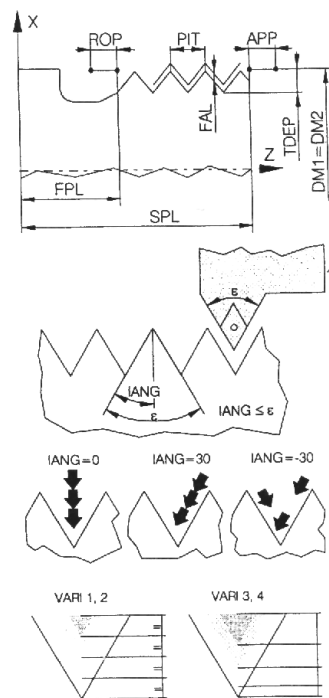 X
ROP
PIT
APP
FAL
TDEP
DM1=DM2
Z
FPL
SPL
ε
IANG
ε
IANG ≤ ε
IANG=0
IANG=30
IANG=-30
VARI 1, 2
VARI 3, 4